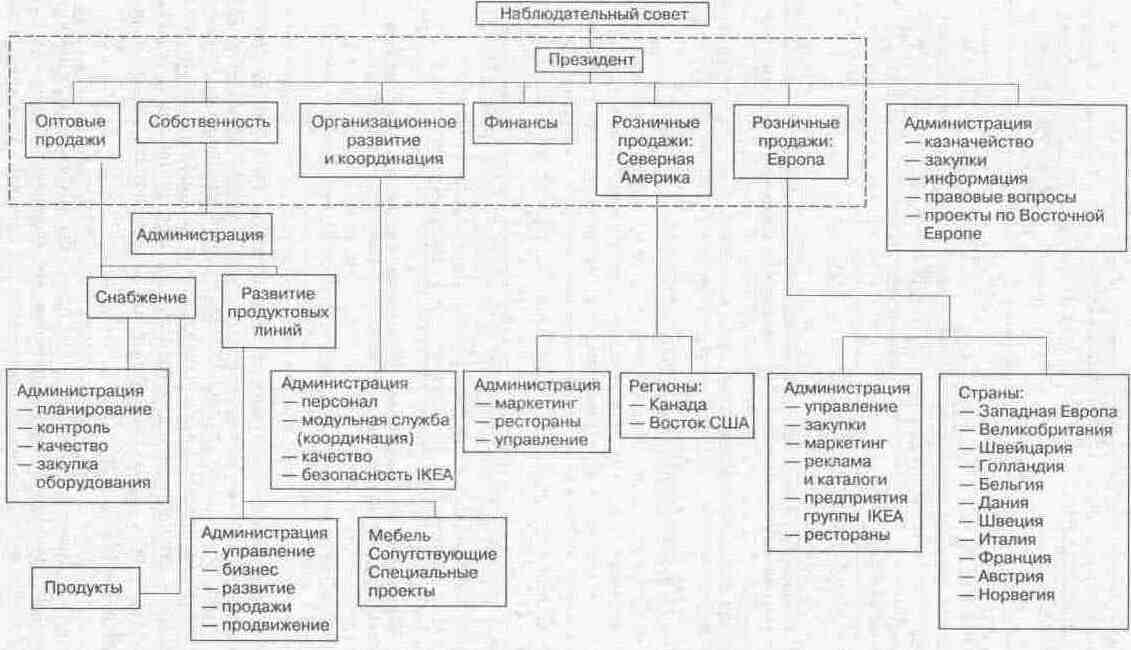 Наблюдательный совет
Президент
Оптовые
продажи
Собственность
Организационное
развитие
и координация
Финансы
Розничные
продажи:
Северная
Америка
Розничные
продажи:
Европа
Администрация
— казначейство
— закупки
— информация
— правовые вопросы
— проекты по Восточной
Европе
Администрация
Снабжение
Развитие
продуктовых
линий
Администрация
— планирование
— контроль
— качество
— закупка
оборудования
Администрация
— персонал
— модульная служба
(координация)
— качество
— безопасность IKEA
Администрация
— маркетинг
— рестораны
— управление
Регионы:
— Канада
— Восток США
Администрация
— управление
— закупки
— маркетинг
— реклама
и каталоги
— предприятия
группы IKEA
— рестораны
Страны:
— Западная Европа
— Великобритания
— Швейцария
— Голландия
— Бельгия
— Дания
— Швеция
— Италия
— Франция
— Австрия
— Норвегия
Продукты
Администрация
— управление
— бизнес
— развитие
— продажи
— продвижение
Мебель
Сопутствующие
Специальные
проекты